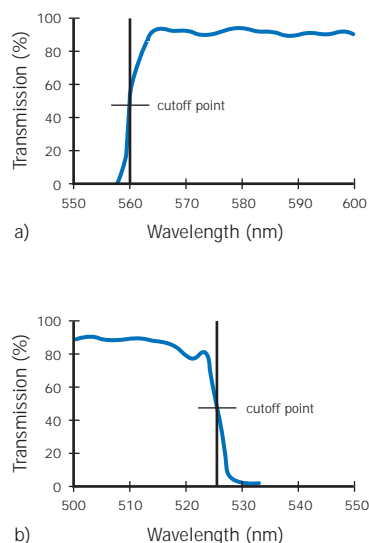 100
80
60
40
20
0
Transmission (%)
cutoff point
550 560 570 580 590 600
a) Wavelength (nm)
100
80
60
40
20
0
Transmission (%)
cutoff point
500 510 520 530 540 550
b) Wavelength (nm)